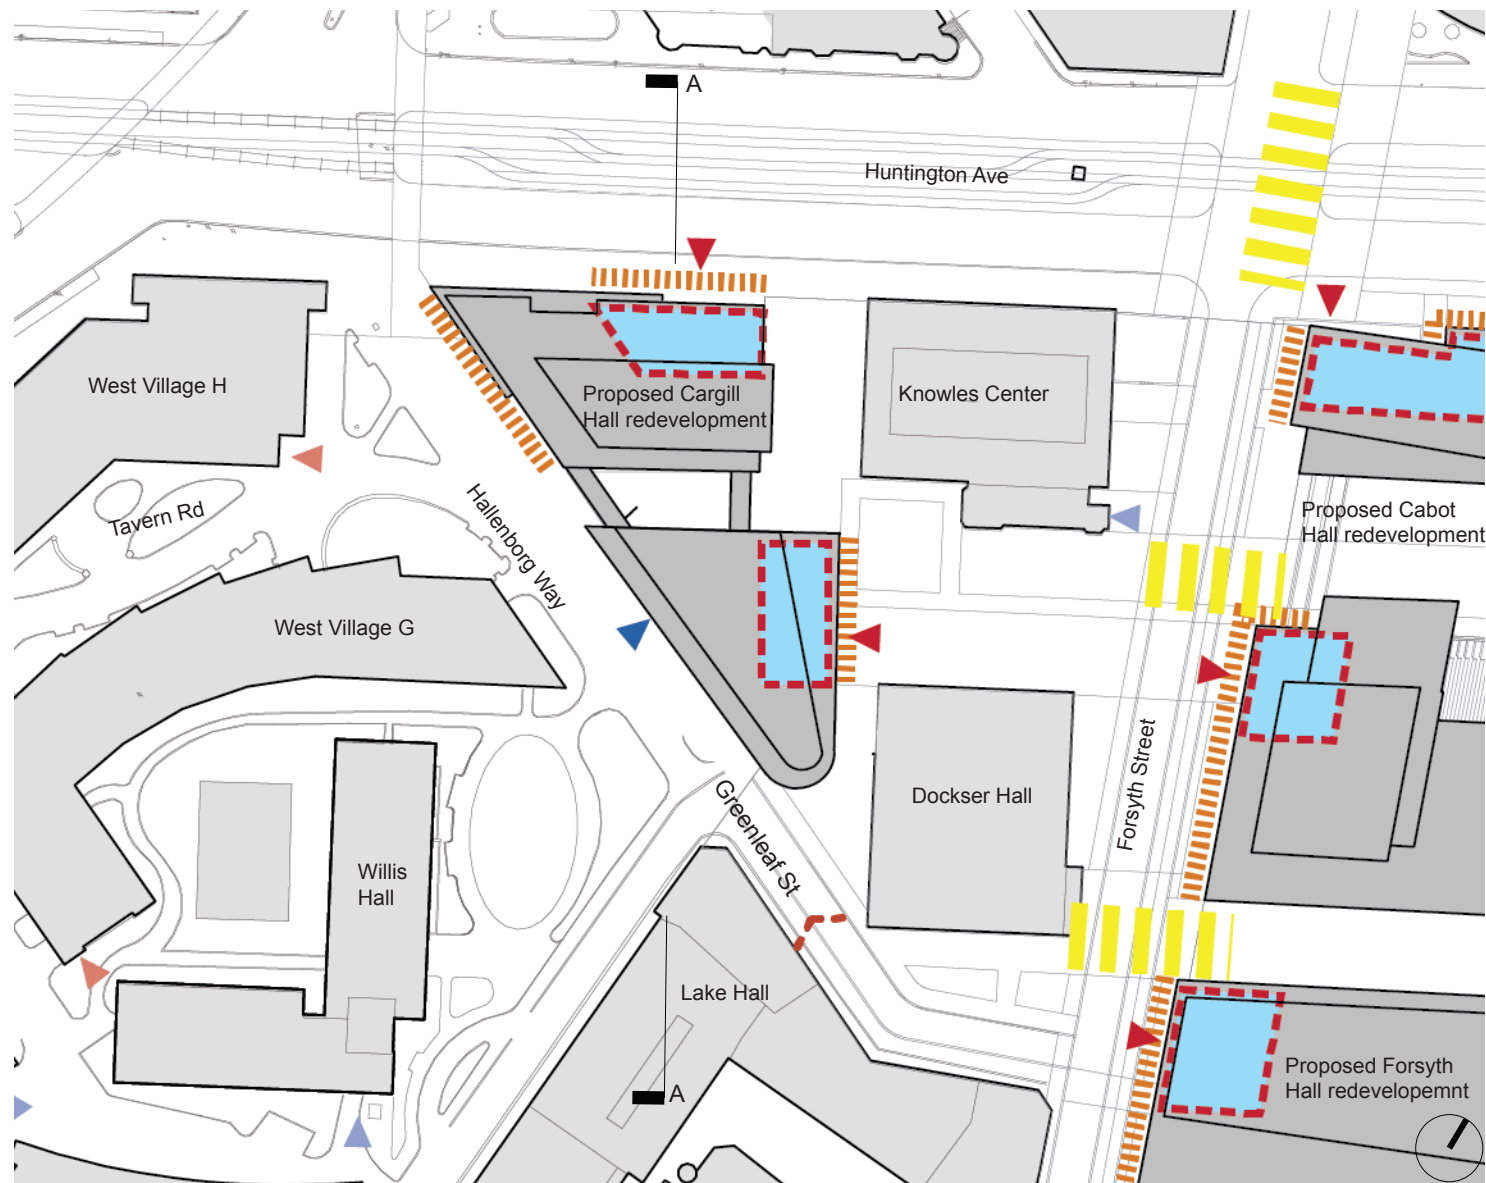 A
Huntington Ave
West Village H
Proposed Cargill
Hall redevelopment
Knowles Center
Tavern Rd
Hallenborg Way
Proposed Cabot
Hall redevelopment
West Village G
Forsyth Street
Dockser Hall
Greenleaf St
Willis
Hall
Lake Hall
Proposed Forsyth
Hall redevelopemnt
A